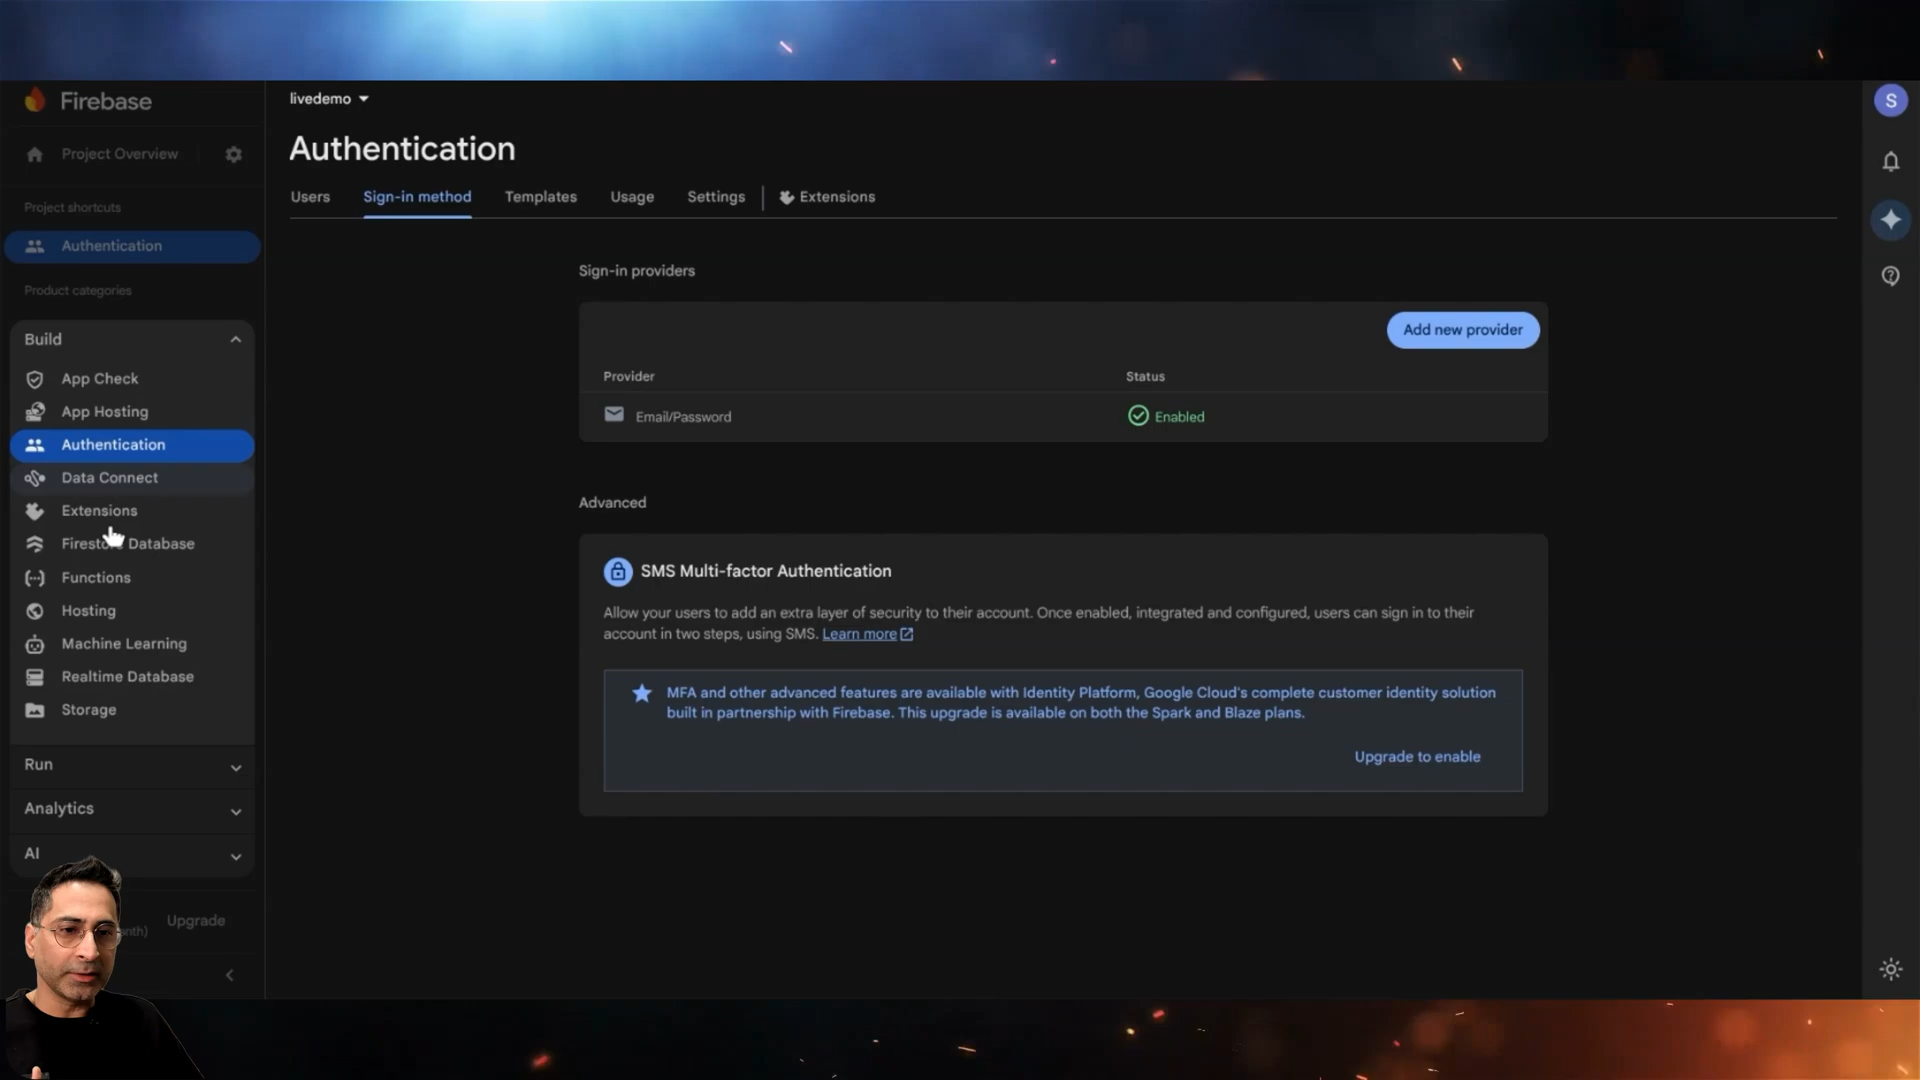 Firebase
livedemo
S
Project Overview
Authentication
Users
Sign-in method
Templates
Usage
Settings
Extensions
Project shortcuts
Authentication
Product categories
Build
App Check
App Hosting
Authentication
Data Connect
Extensions
Firestore Database
Functions
Hosting
Machine Learning
Realtime Database
Storage
Run
Analytics
AI
Upgrade
Sign-in providers
Add new provider
Provider
Status
Email/Password
Enabled
Advanced
SMS Multi-factor Authentication
Allow your users to add an extra layer of security to their account. Once enabled, integrated and configured, users can sign in to their
account in two steps, using SMS. Learn more
MFA and other advanced features are available with Identity Platform, Google Cloud's complete customer identity solution
built in partnership with Firebase. This upgrade is available on both the Spark and Blaze plans.
Upgrade to enable